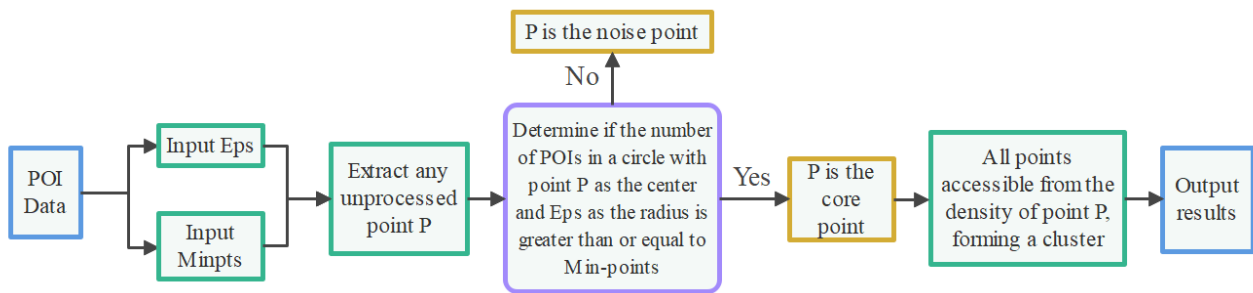 P is the noise point
No
POI
Data
Input Eps
Input
Minpts
Extract any
unprocessed
point P
Determine if the number
of POIs in a circle with
point P as the center
and Eps as the radius is
greater than or equal to
Min-points
Yes
P is the
core
point
All points
accessible from the
density of point P,
forming a cluster
Output
results